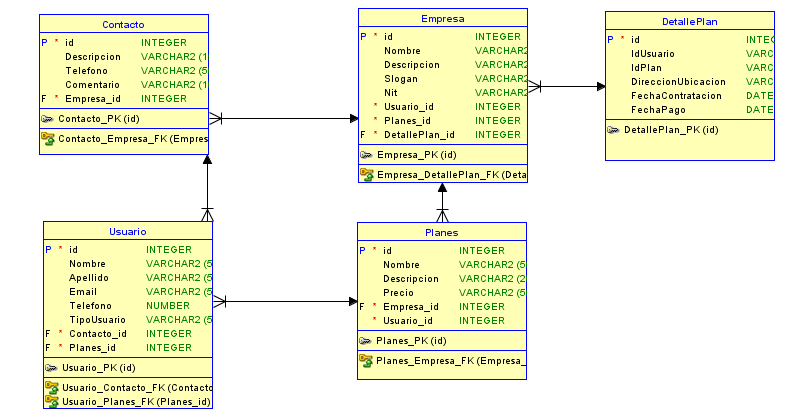 Contacto
P * id INTEGER
Descripcion VARCHAR2 (1
Telefono VARCHAR2 (5
Comentario VARCHAR2 (1
F * Empresa_id INTEGER
Contacto_PK (id)
Contacto_Empresa_FK (Empres
Empresa
P * id INTEGER
Nombre VARCHAR2
Descripcion VARCHAR2
Slogan VARCHAR2
Nit VARCHAR2
* Usuario_id INTEGER
* Planes_id INTEGER
F * DetallePlan_id INTEGER
Empresa_PK (id)
Empresa_DetallePlan_FK (Deta
DetallePlan
P * id INTEG
IdUsuario VARC
IdPlan VARC
DireccionUbicacion VARC
FechaContratacion DATE
FechaPago DATE
DetallePlan_PK (id)
Usuario
P * id INTEGER
Nombre VARCHAR2 (5
Apellido VARCHAR2 (5
Email VARCHAR2 (5
Telefono NUMBER
TipoUsuario VARCHAR2 (5
F * Contacto_id INTEGER
F * Planes_id INTEGER
Usuario_PK (id)
Usuario_Contacto_FK (Contacto
Usuario_Planes_FK (Planes_id)
Planes
P * id INTEGER
Nombre VARCHAR2 (5
Descripcion VARCHAR2 (2
Precio VARCHAR2 (5
F * Empresa_id INTEGER
* Usuario_id INTEGER
Planes_PK (id)
Planes_Empresa_FK (Empresa_